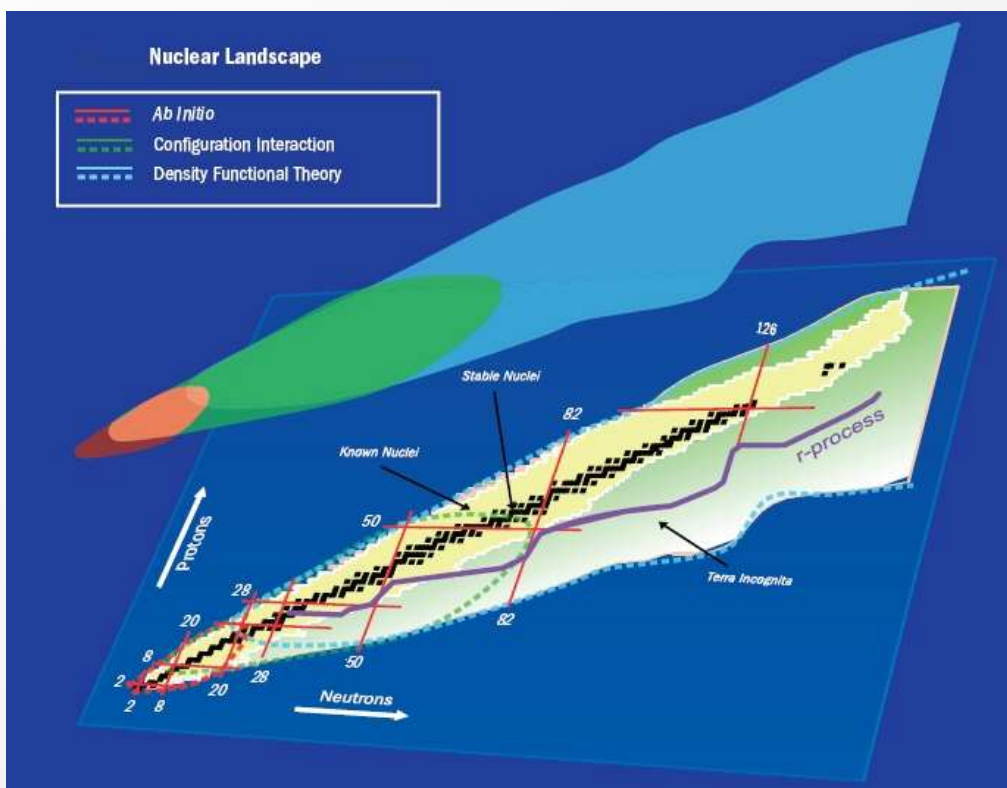 Nuclear Landscape
Ab Initio
Configuration Interaction
Density Functional Theory
126
Stable Nuclei
82
Known Nuclei
r-process
50
Protons
Terra Incognita
28
20
82
8
50
2
28
20
2
8
Neutrons